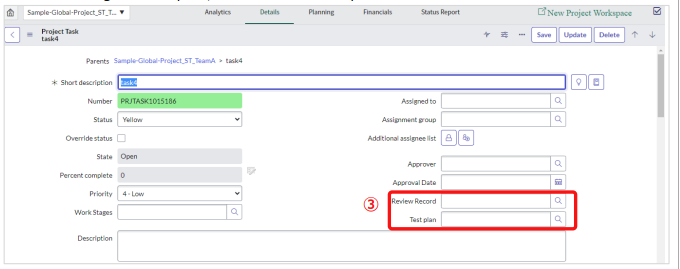 Sample-Global-Project_ST_T... ▼ Analytics Details Planning Financials Status Report New Project Workspace
Project Task
task4
Save Update Delete
Parents Sample-Global-Project_ST_TeamA > task4
* Short description task4
Number PRJTASK1015186 Assigned to
Status Yellow Assignment group
Override status Additional assignee list
State Open
Approver
Percent complete 0
Approval Date
Priority 4 - Low
③ Review Record
Work Stages
Test plan
Description